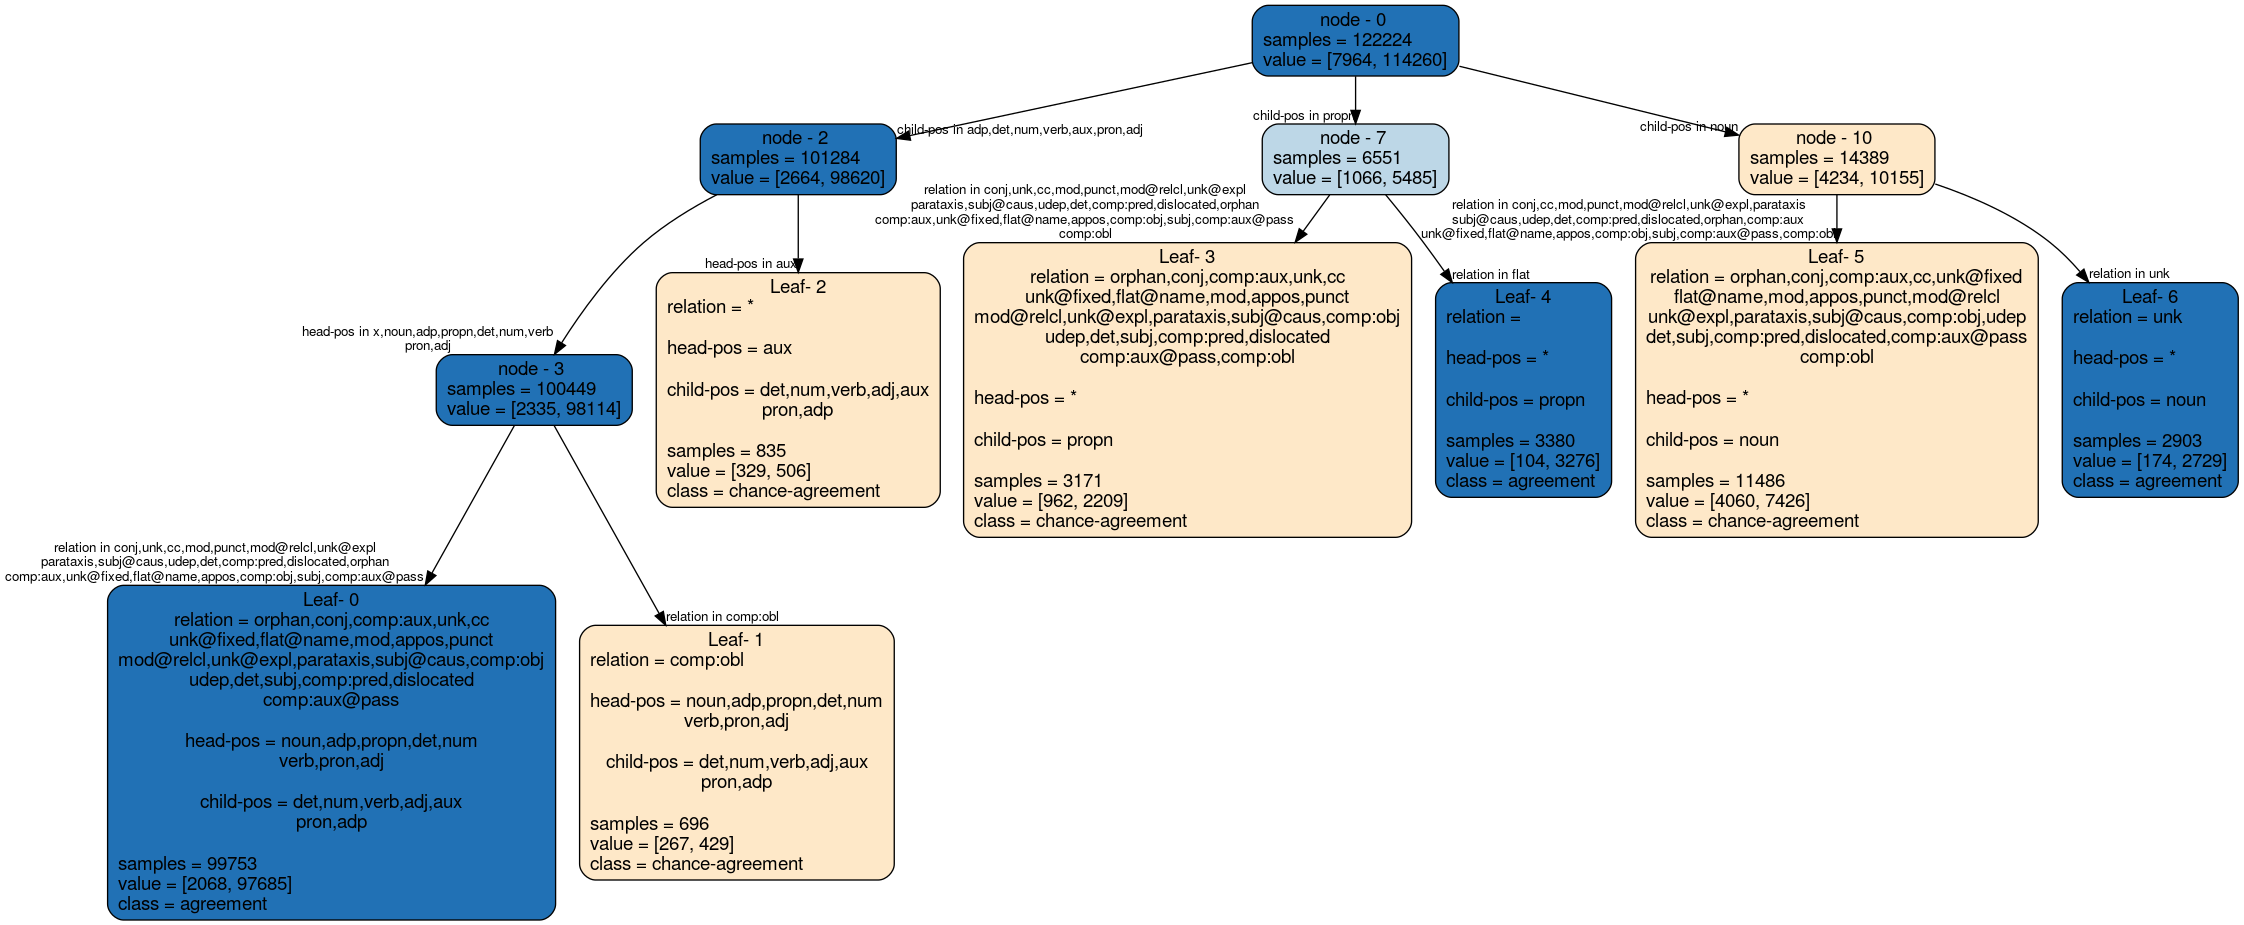 node - 0
samples = 122224
value = [7964, 114260]
child-pos in adp,det,num,verb,aux,pron,adj
child-pos in propn
child-pos in noun
node - 2
samples = 101284
value = [2664, 98620]
node - 7
samples = 6551
value = [1066, 5485]
node - 10
samples = 14389
value = [4234, 10155]
head-pos in x,noun,adp,propn,det,num,verb
pron,adj
head-pos in aux
relation in conj,unk,cc,mod,punct,mod@relcl,unk@expl
parataxis,subj@caus,udep,det,comp:pred,dislocated,orphan
comp:aux,unk@fixed,flat@name,appos,comp:obj,subj,comp:aux@pass
comp:obl
relation in flat
relation in conj,cc,mod,punct,mod@relcl,unk@expl,parataxis
subj@caus,udep,det,comp:pred,dislocated,orphan,comp:aux
unk@fixed,flat@name,appos,comp:obj,subj,comp:aux@pass,comp:obl
relation in unk
node - 3
samples = 100449
value = [2335, 98114]
Leaf- 2
relation = *
head-pos = aux
child-pos = det,num,verb,adj,aux
pron,adp
samples = 835
value = [329, 506]
class = chance-agreement
Leaf- 3
relation = orphan,conj,comp:aux,unk,cc
unk@fixed,flat@name,mod,appos,punct
mod@relcl,unk@expl,parataxis,subj@caus,comp:obj
udep,det,subj,comp:pred,dislocated
comp:aux@pass,comp:obl
head-pos = *
child-pos = propn
samples = 3171
value = [962, 2209]
class = chance-agreement
Leaf- 4
relation =
head-pos = *
child-pos = propn
samples = 3380
value = [104, 3276]
class = agreement
Leaf- 5
relation = orphan,conj,comp:aux,cc,unk@fixed
flat@name,mod,appos,punct,mod@relcl
unk@expl,parataxis,subj@caus,comp:obj,udep
det,subj,comp:pred,dislocated,comp:aux@pass
comp:obl
head-pos = *
child-pos = noun
samples = 11486
value = [4060, 7426]
class = chance-agreement
Leaf- 6
relation = unk
head-pos = *
child-pos = noun
samples = 2903
value = [174, 2729]
class = agreement
relation in conj,unk,cc,mod,punct,mod@relcl,unk@expl
parataxis,subj@caus,udep,det,comp:pred,dislocated,orphan
comp:aux,unk@fixed,flat@name,appos,comp:obj,subj,comp:aux@pass
relation in comp:obl
Leaf- 0
relation = orphan,conj,comp:aux,unk,cc
unk@fixed,flat@name,mod,appos,punct
mod@relcl,unk@expl,parataxis,subj@caus,comp:obj
udep,det,subj,comp:pred,dislocated
comp:aux@pass
head-pos = noun,adp,propn,det,num
verb,pron,adj
child-pos = det,num,verb,adj,aux
pron,adp
samples = 99753
value = [2068, 97685]
class = agreement
Leaf- 1
relation = comp:obl
head-pos = noun,adp,propn,det,num
verb,pron,adj
child-pos = det,num,verb,adj,aux
pron,adp
samples = 696
value = [267, 429]
class = chance-agreement